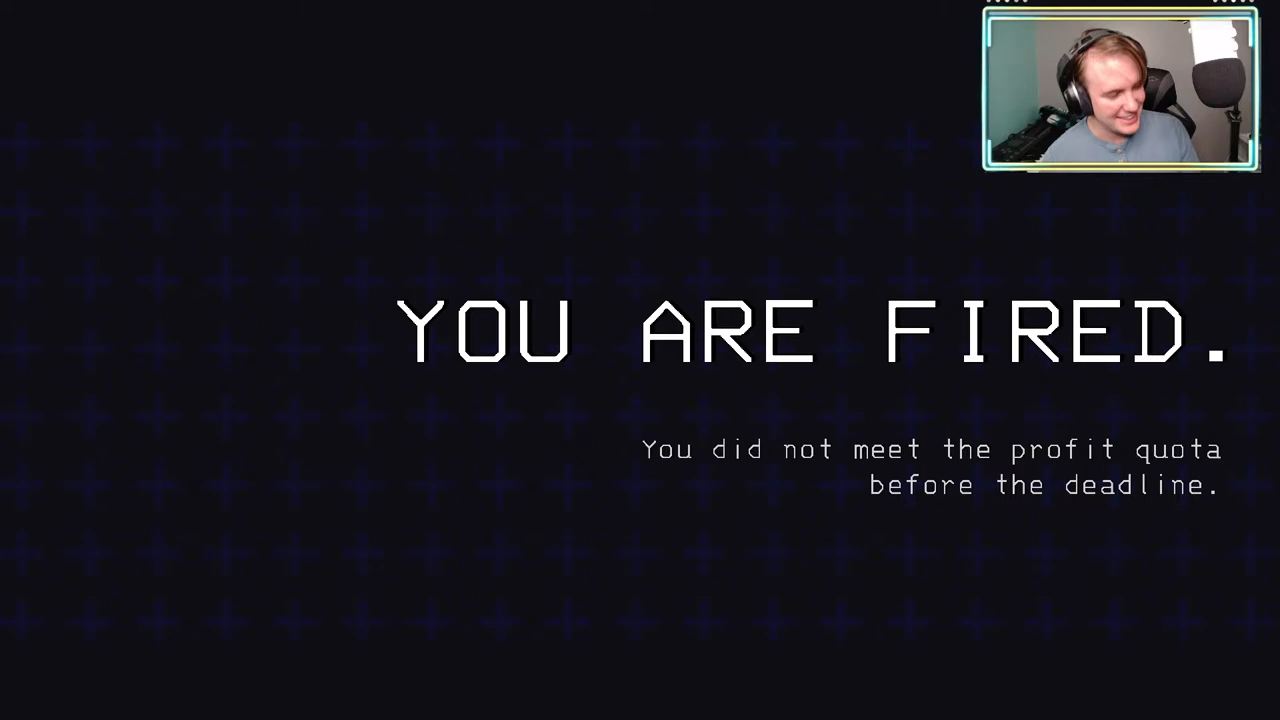 YOU ARE FIRED.
You did not meet the profit quota
before the deadline.